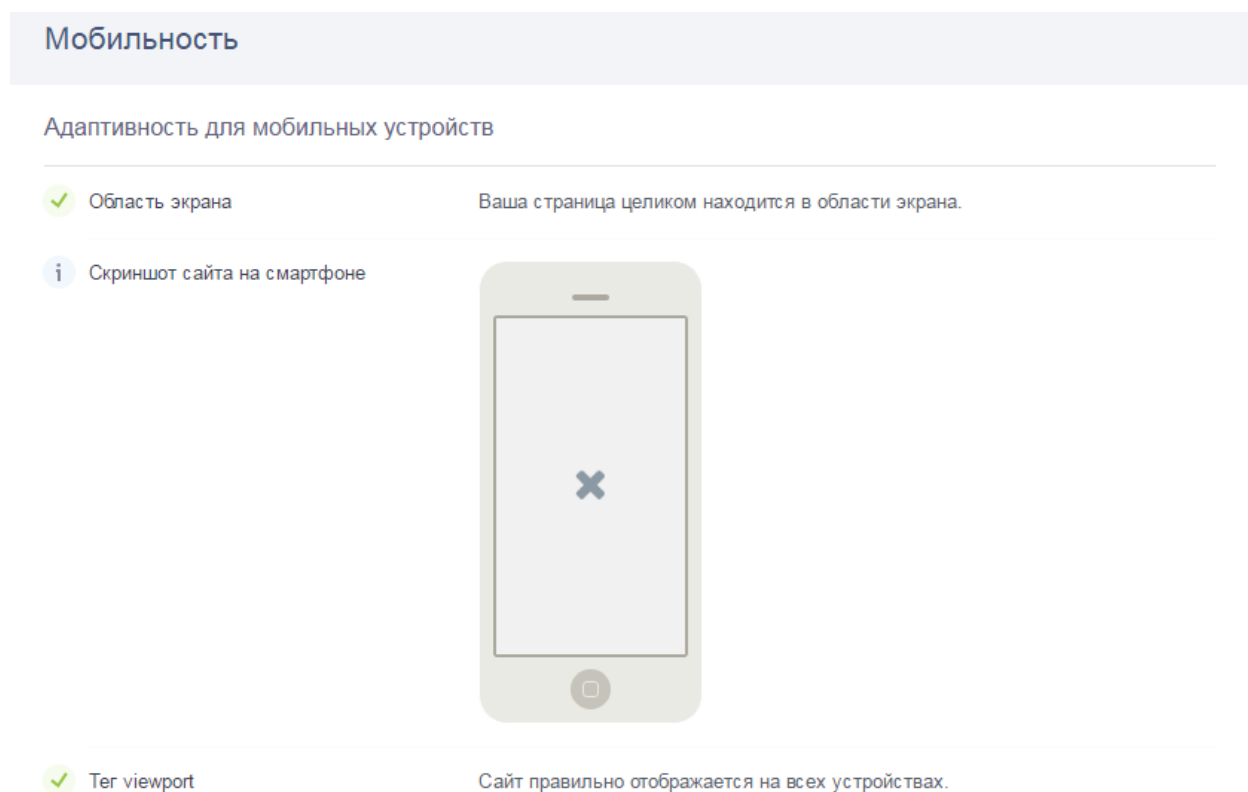 Мобильность
Адаптивность для мобильных устройств
Область экрана
Ваша страница целиком находится в области экрана.
i Скриншот сайта на смартфоне
Тег viewport
Сайт правильно отображается на всех устройствах.